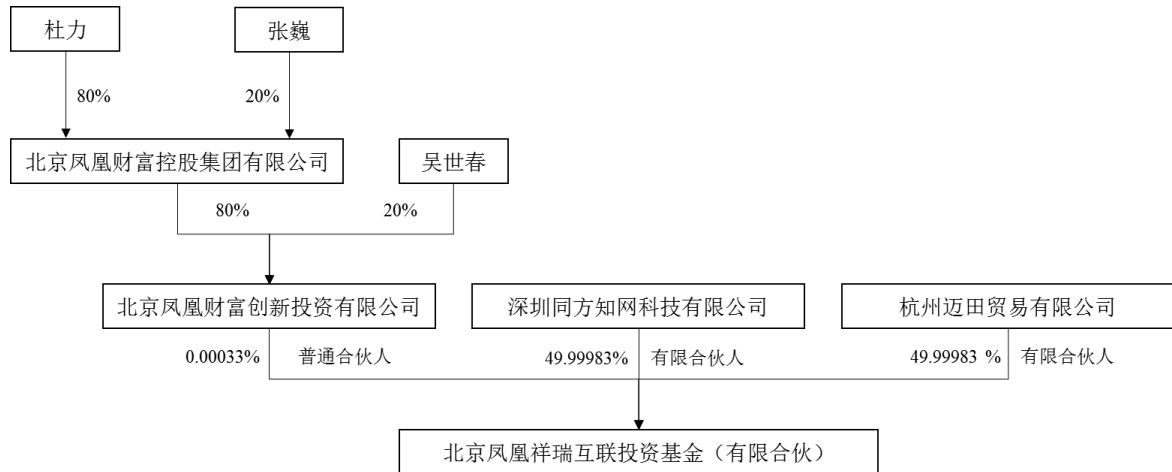 杜力
张巍
80%
20%
北京凤凰财富控股集团有限公司
吴世春
80%
20%
北京凤凰财富创新投资有限公司
深圳同方知网科技有限公司
杭州迈田贸易有限公司
0.00033%
普通合伙人
49.99983%
有限合伙人
49.99983 %
有限合伙人
北京凤凰祥瑞互联投资基金（有限合伙）